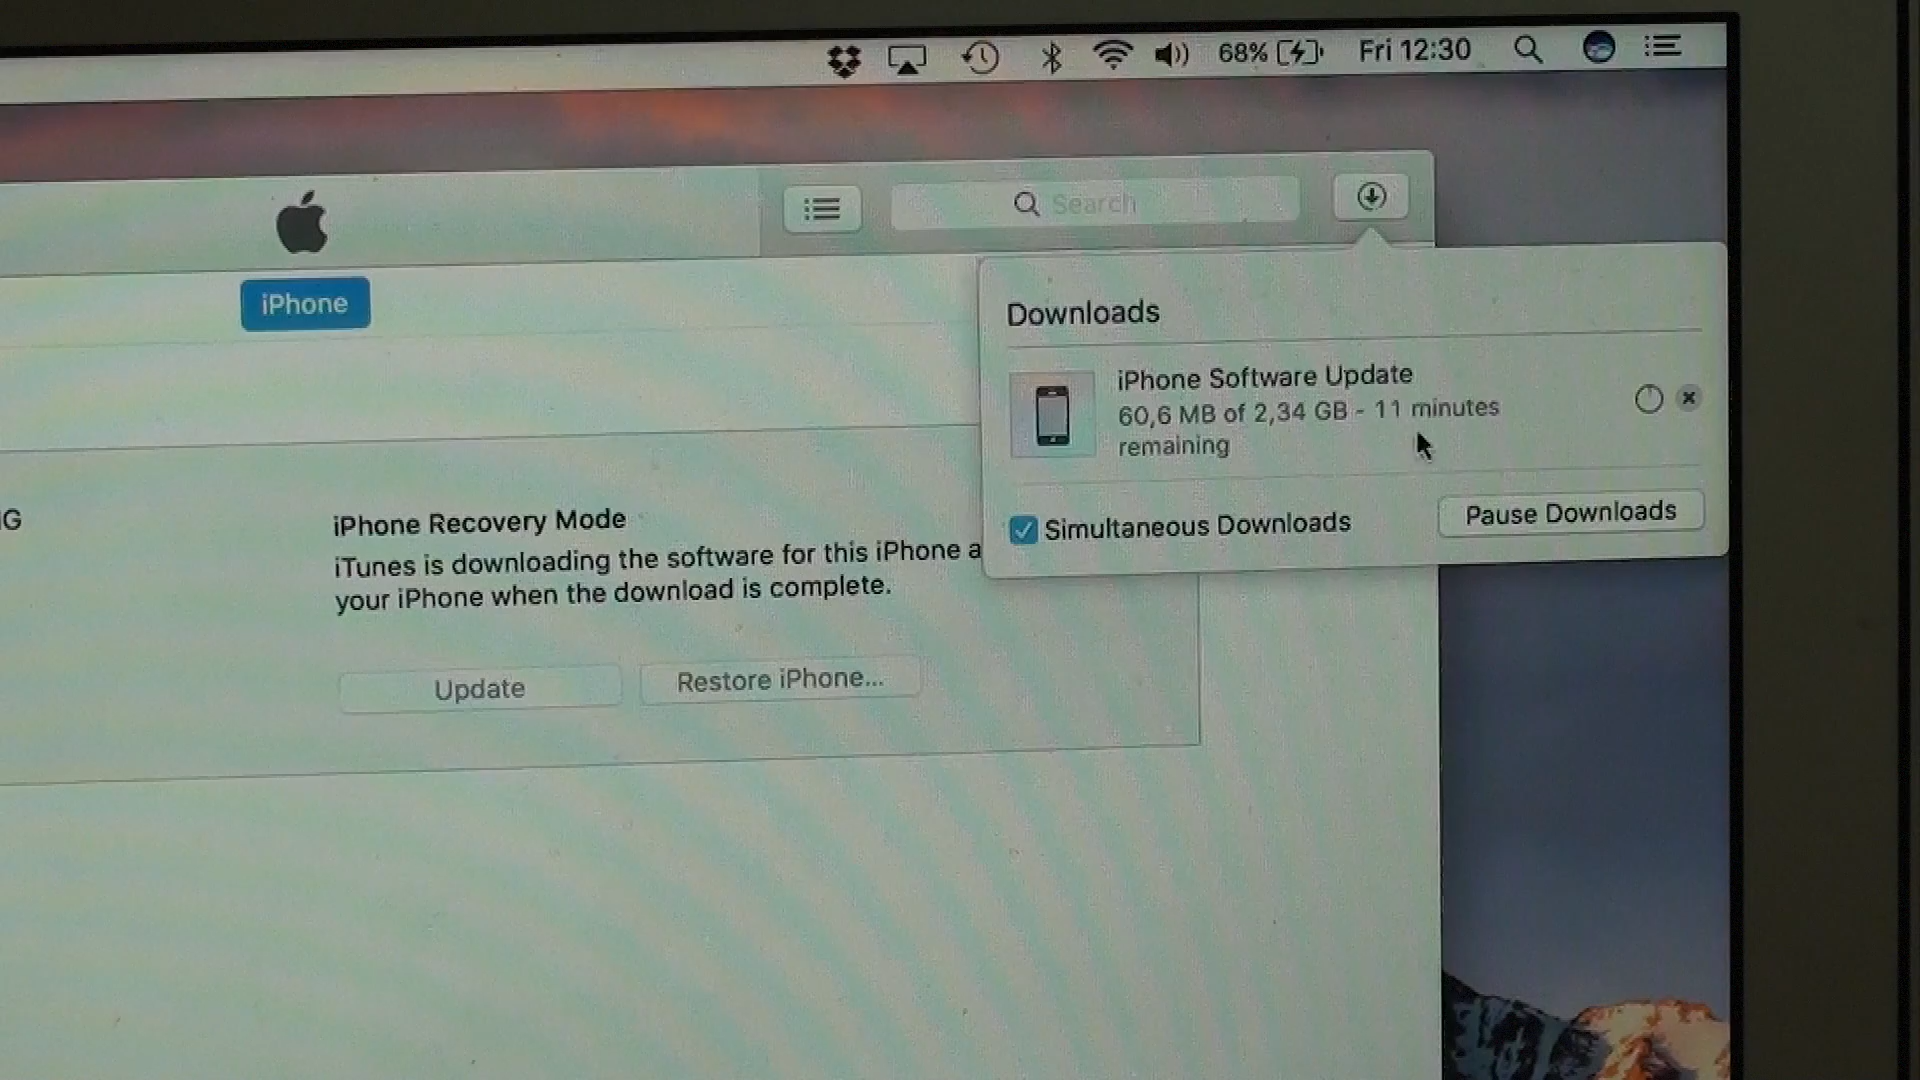 68% Fri 12:30
Search
iPhone
Downloads
iPhone Software Update
60,6 MB of 2,34 GB - 11 minutes
remaining
Simultaneous Downloads
Pause Downloads
G
iPhone Recovery Mode
iTunes is downloading the software for this iPhone a
your iPhone when the download is complete.
Update
Restore iPhone...